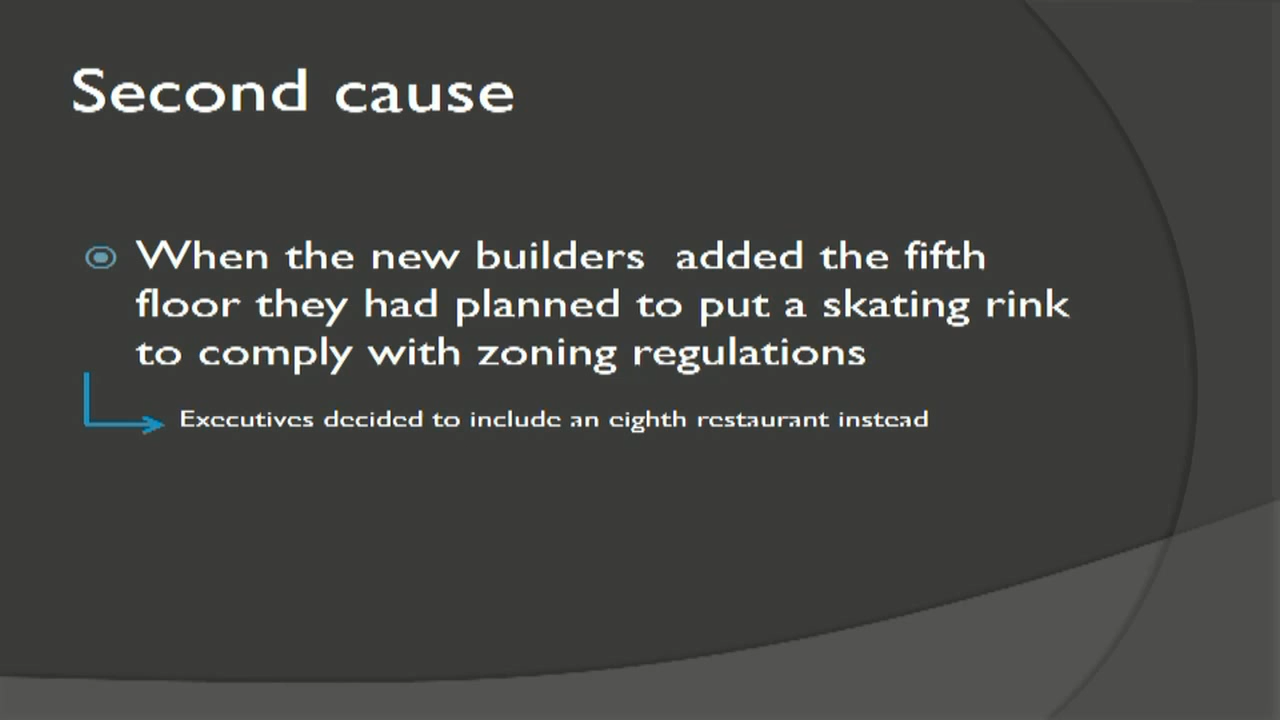 Second cause
When the new builders  added the fifth
floor they had planned to put a skating rink
to comply with zoning regulations
Executives decided to include an eighth restaurant instead